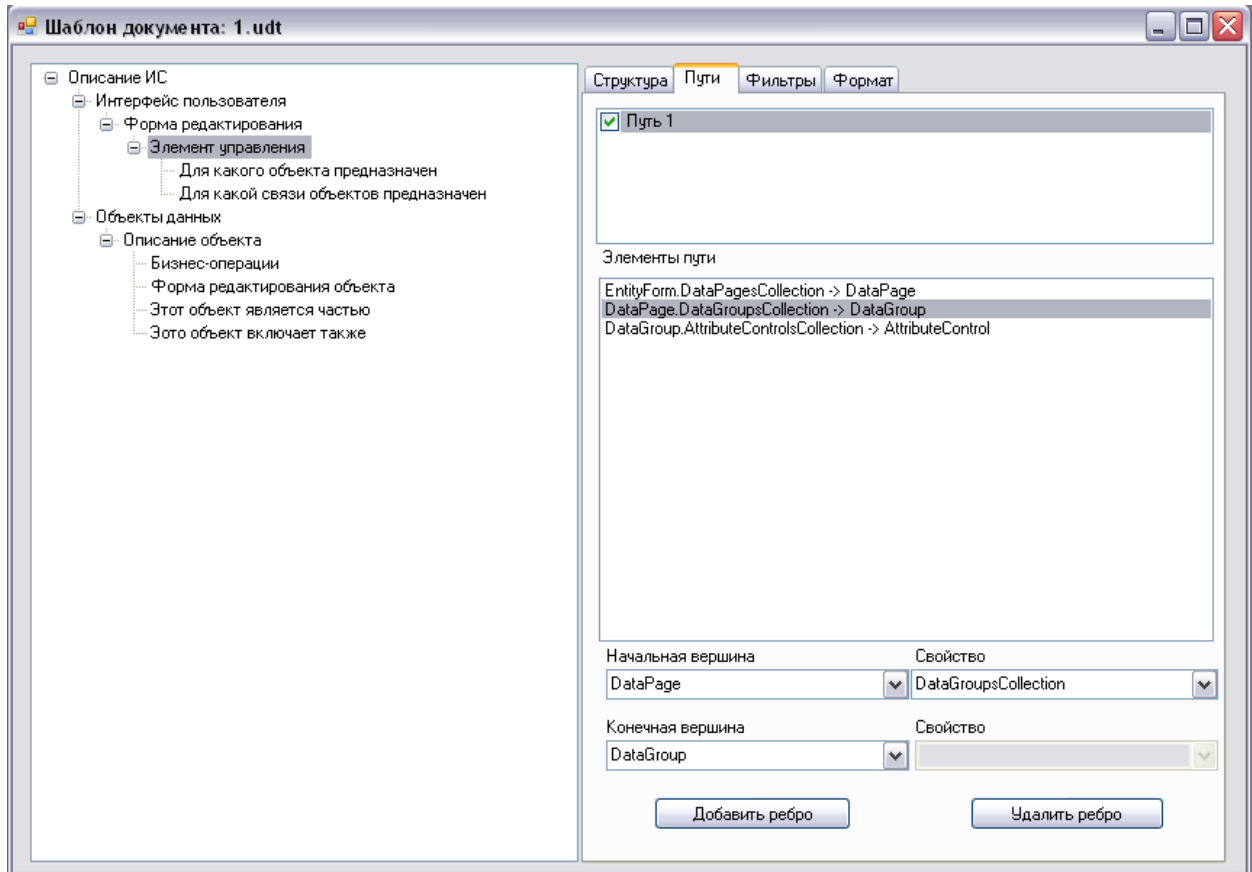 Шаблон документа: 1.udt
Описание ИС
Интерфейс пользователя
Форма редактирования
Элемент управления
Для какого объекта предназначен
Для какой связи объектов предназначен
Объекты данных
Описание объекта
Бизнес-операции
Форма редактирования объекта
Этот объект является частью
Зото объект включает также
Структура Пути Фильтры Формат
Путь 1
Элементы пути
EntityForm.DataPagesCollection -> DataPage
DataPage.DataGroupsCollection -> DataGroup
DataGroup.AttributeControlsCollection -> AttributeControl
Начальная вершина Свойство
DataPage DataGroupsCollection
Конечная вершина Свойство
DataGroup
Добавить ребро Удалить ребро